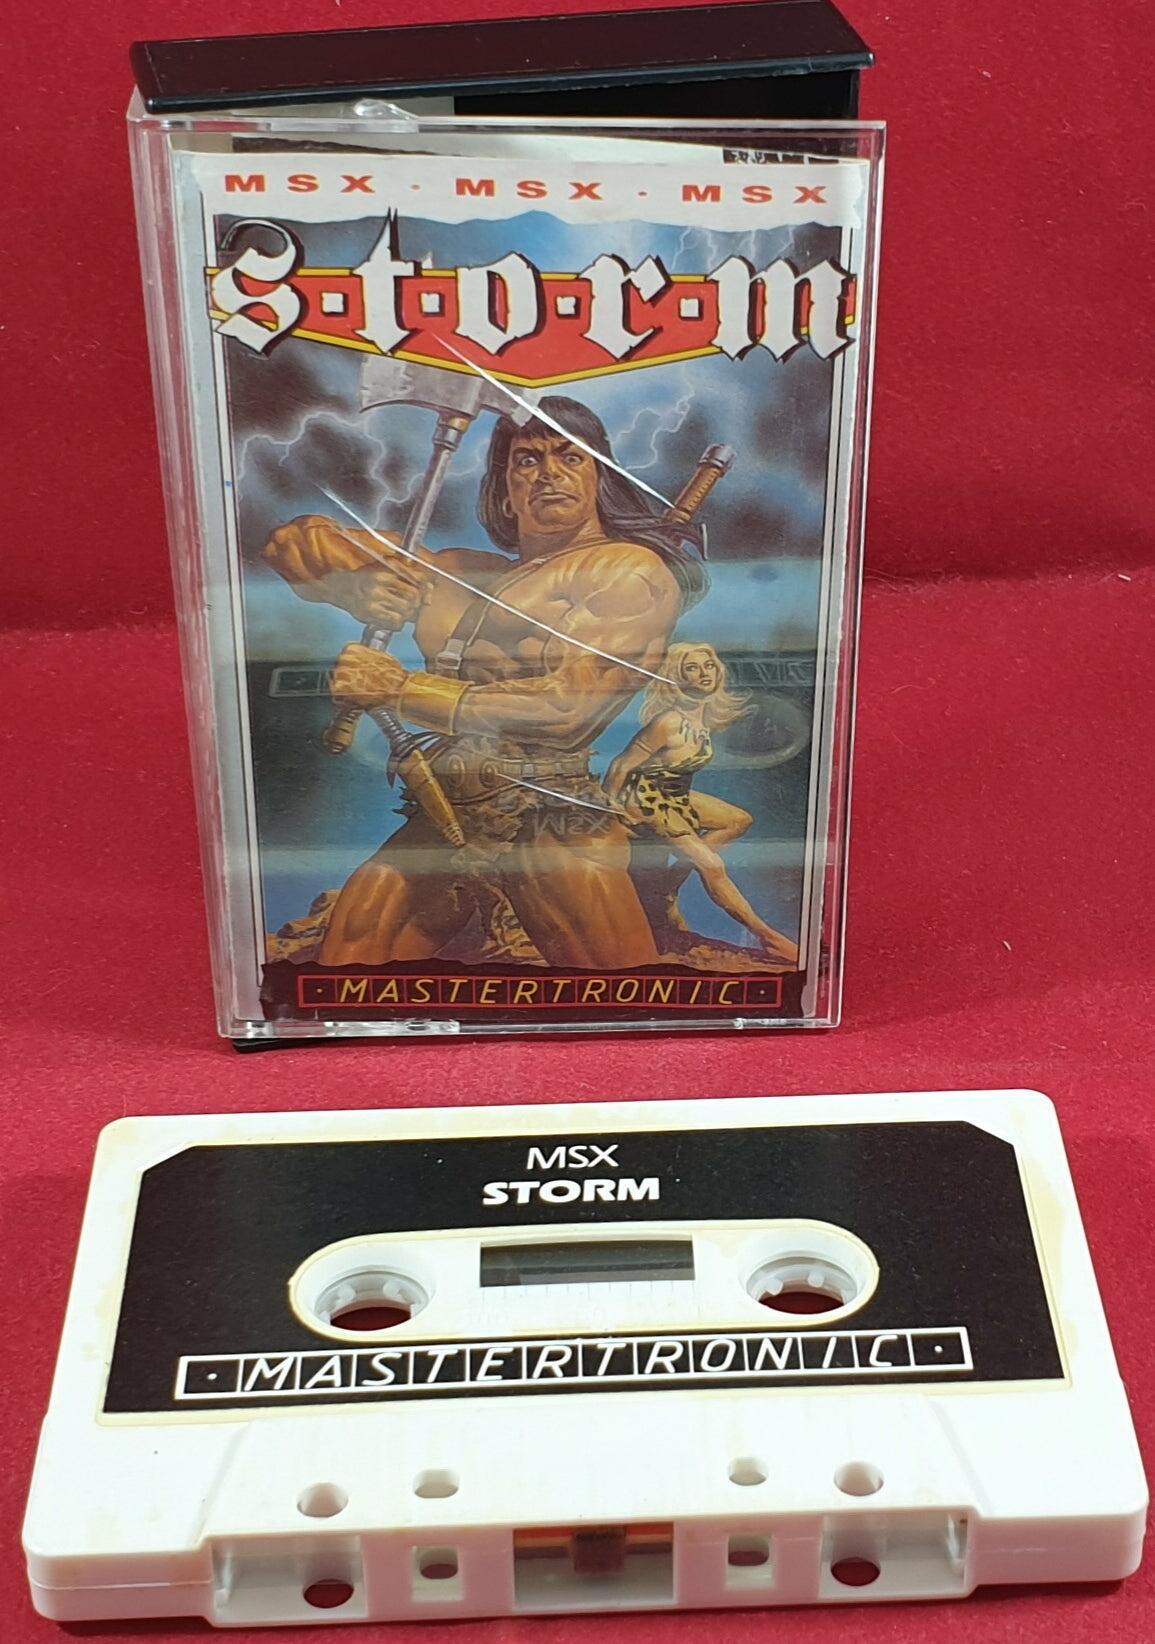 MSX · MSX · MSX
s·t·o·r·m
·MASTERTRONIC·
MSX
STORM
·MASTERTRONIC·